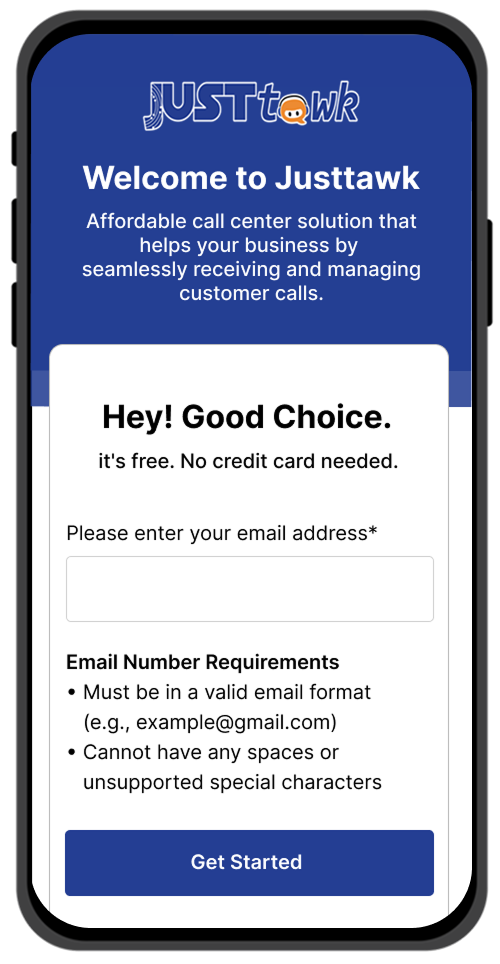 JUSTtawk
Welcome to Justtawk
Affordable call center solution that
helps your business by
seamlessly receiving and managing
customer calls.
Hey! Good Choice.
it's free. No credit card needed.
Please enter your email address*
Email Number Requirements
• Must be in a valid email format
(e.g., example@gmail.com)
• Cannot have any spaces or
unsupported special characters
Get Started